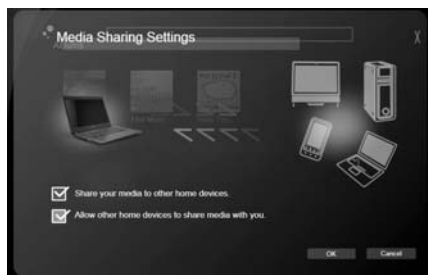 Media Sharing Settings
X
Share your media to other home devices.
Allow other home devices to share media with you.
OK
Cancel